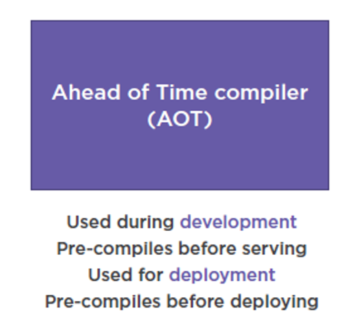 Ahead of Time compiler
(AOT)
Used during development
Pre-compiles before serving
Used for deployment
Pre-compiles before deploying